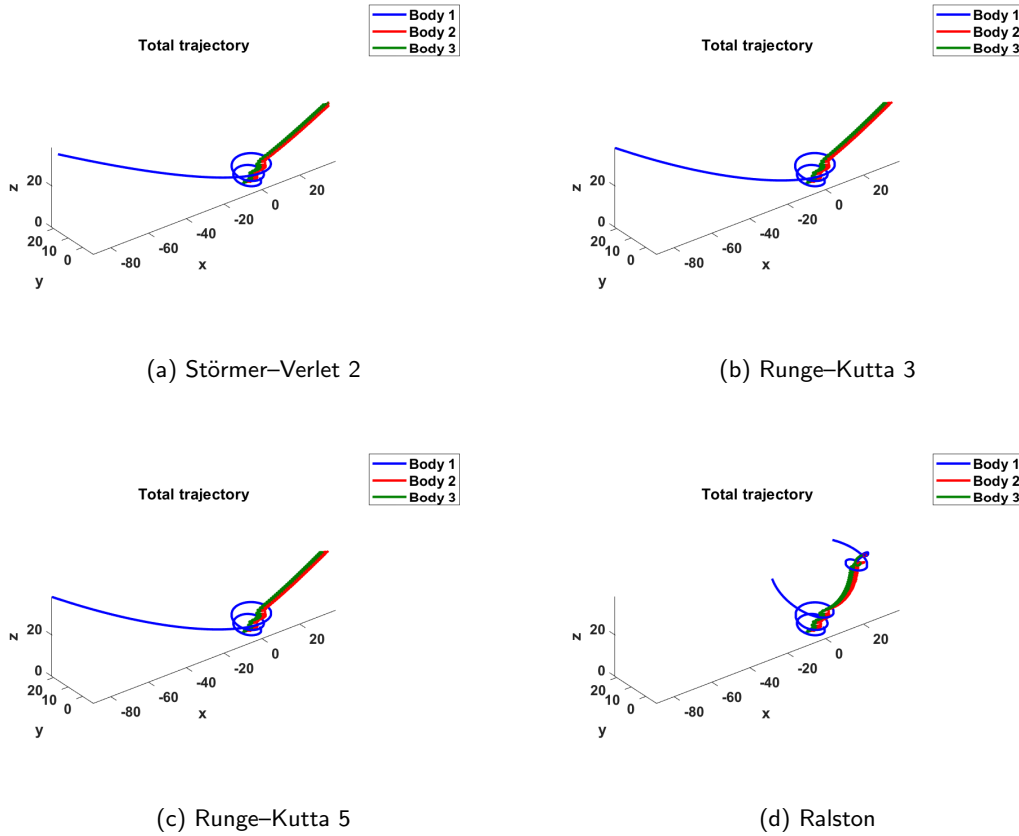 Total trajectory
Body 1
Body 2
Body 3
z
20
0
20
10
0
y
-80
-60
-40
-20
0
20
x
(a) Störmer–Verlet 2
Total trajectory
Body 1
Body 2
Body 3
z
20
0
20
10
0
y
-80
-60
-40
-20
0
20
x
(b) Runge–Kutta 3
Total trajectory
Body 1
Body 2
Body 3
z
20
0
20
10
0
y
-80
-60
-40
-20
0
20
x
(c) Runge–Kutta 5
Total trajectory
Body 1
Body 2
Body 3
z
20
0
20
10
0
y
-80
-60
-40
-20
0
20
x
(d) Ralston